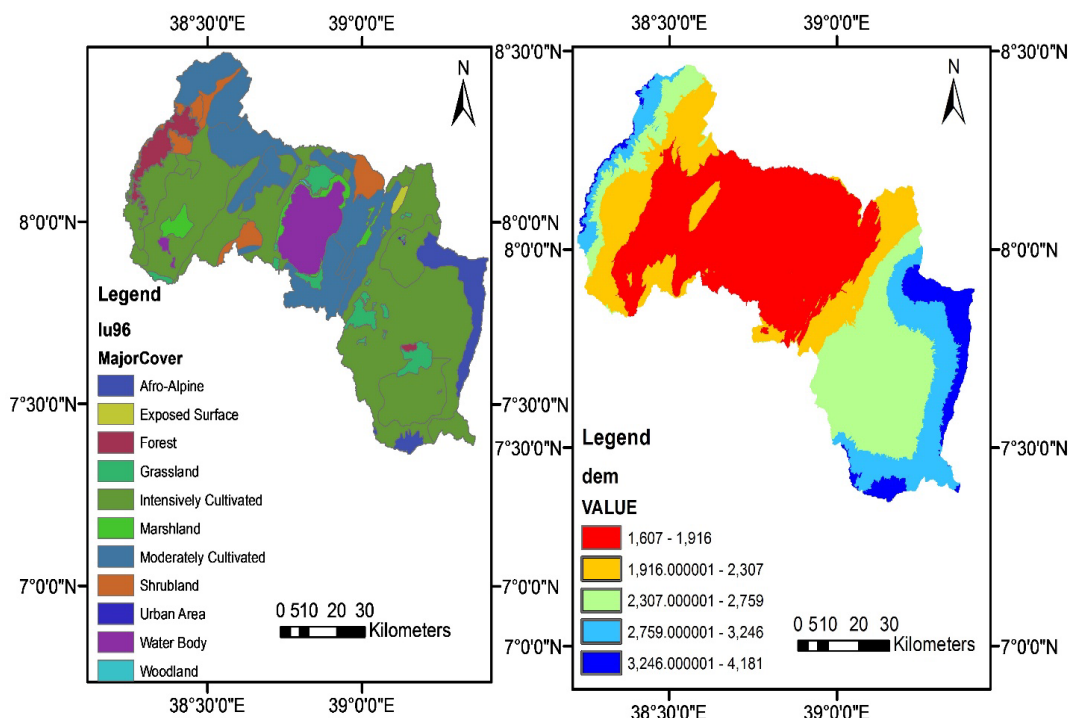 38°30'0"E 39°0'0"E
N
8°30'0"N
8°0'0"N
7°30'0"N
7°0'0"N
Legend
lu96
MajorCover
Afro-Alpine
Exposed Surface
Forest
Grassland
Intensively Cultivated
Marshland
Moderately Cultivated
Shrubland
Urban Area
Water Body
Woodland
0 510 20 30
Kilometers
38°30'0"E 39°0'0"E
38°30'0"E 39°0'0"E
8°30'0"N
N
8°0'0"N
7°30'0"N
7°0'0"N
Legend
dem
VALUE
1,607 - 1,916
1,916.000001 - 2,307
2,307.000001 - 2,759
2,759.000001 - 3,246
3,246.000001 - 4,181
0 510 20 30
Kilometers
8°30'0"N
8°0'0"N
7°30'0"N
7°0'0"N
38°30'0"E 39°0'0"E